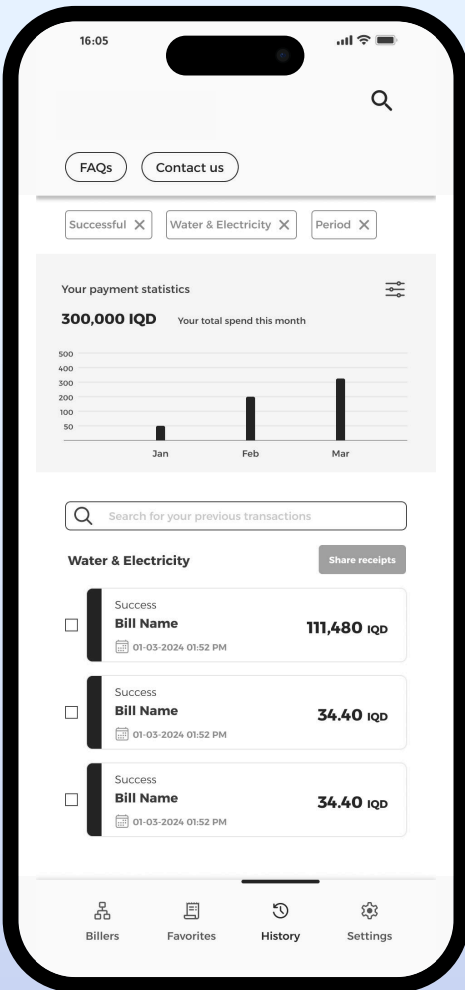 16:05
FAQs
Contact us
Successful
Water & Electricity
Period
Your payment statistics
300,000 IQD Your total spend this month
500
400
300
200
100
50
Jan Feb Mar
Search for your previous transactions
Water & Electricity
Share receipts
Success
Bill Name
111,480 IQD
01-03-2024 01:52 PM
Success
Bill Name
34.40 IQD
01-03-2024 01:52 PM
Success
Bill Name
34.40 IQD
01-03-2024 01:52 PM
Billers Favorites History Settings